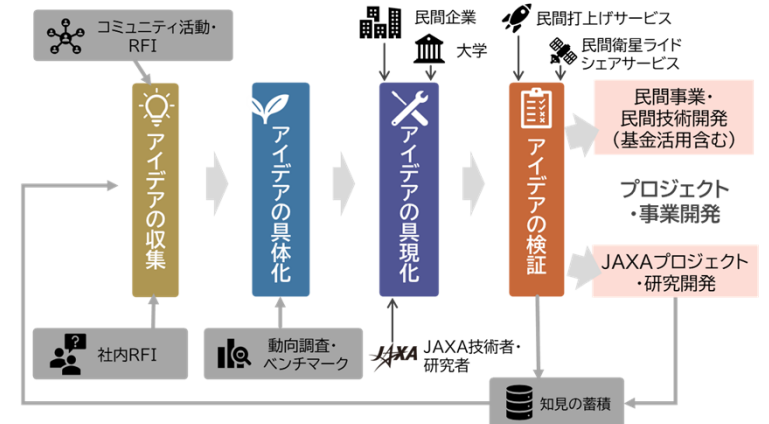 コミュニティ活動・
RFI
民間企業
大学
民間打上げサービス
民間衛星ライド
シェアサービス
アイデアの収集
アイデアの具体化
アイデアの具現化
アイデアの検証
民間事業・
民間技術開発
（基金活用含む）
プロジェクト
・事業開発
JAXAプロジェクト
・研究開発
社内RFI
動向調査・
ベンチマーク
JAXA
JAXA技術者・
研究者
知見の蓄積